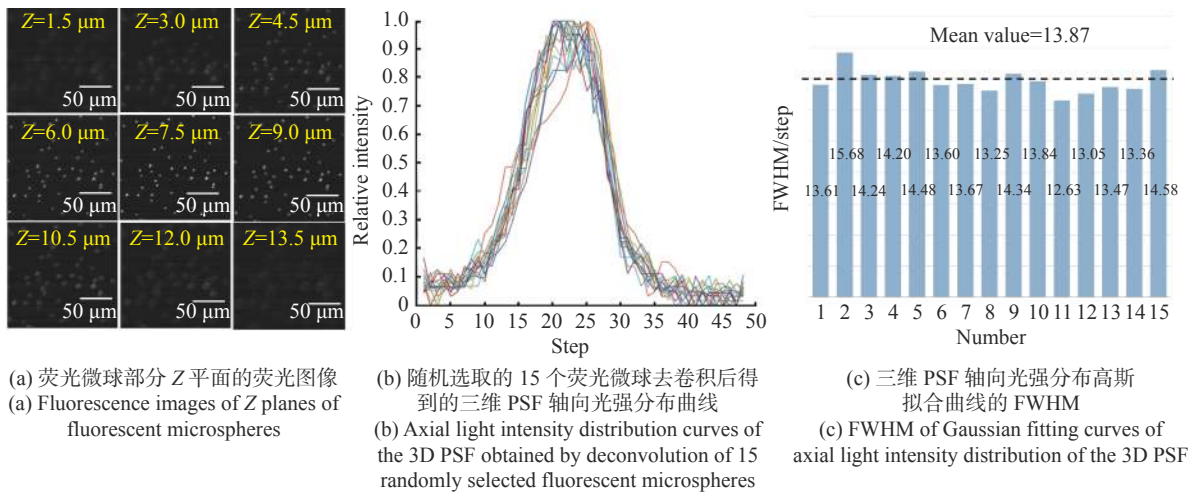 Z=1.5 μm
Z=3.0 μm
Z=4.5 μm
50 μm
50 μm
50 μm
Z=6.0 μm
Z=7.5 μm
Z=9.0 μm
50 μm
50 μm
50 μm
Z=10.5 μm
Z=12.0 μm
Z=13.5 μm
50 μm
50 μm
50 μm
(a) 荧光微球部分 Z 平面的荧光图像
(a) Fluorescence images of Z planes of
fluorescent microspheres
Relative intensity
1.0
0.9
0.8
0.7
0.6
0.5
0.4
0.3
0.2
0.1
0
0 5 10 15 20 25 30 35 40 45 50
Step
(b) 随机选取的 15 个荧光微球去卷积后得
到的三维 PSF 轴向光强分布曲线
(b) Axial light intensity distribution curves of
the 3D PSF obtained by deconvolution of 15
randomly selected fluorescent microspheres
Mean value=13.87
FWHM/step
15.68 14.20 13.60 13.25 13.84 13.05 13.36
13.61 14.24 14.48 13.67 14.34 12.63 13.47 14.58
1 2 3 4 5 6 7 8 9 10 11 12 13 14 15
Number
(c) 三维 PSF 轴向光强分布高斯
拟合曲线的 FWHM
(c) FWHM of Gaussian fitting curves of
axial light intensity distribution of the 3D PSF